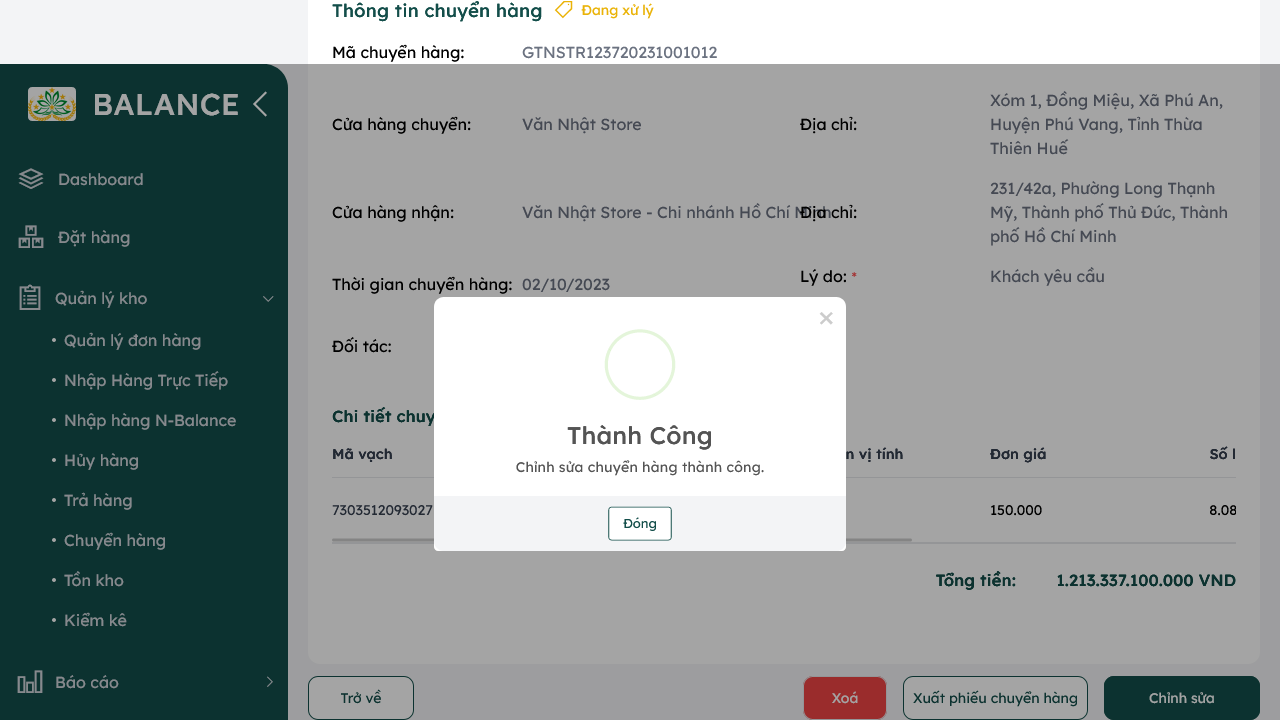 Thông tin chuyển hàng
Đang xử lý
Mã chuyển hàng:
GTNSTR123720231001012
BALANCE
Dashboard
Đặt hàng
Quản lý kho
Quản lý đơn hàng
Nhập Hàng Trực Tiếp
Nhập hàng N-Balance
Hủy hàng
Trả hàng
Chuyển hàng
Tồn kho
Kiểm kê
Báo cáo
Cửa hàng chuyển:
Văn Nhật Store
Địa chỉ:
Xóm 1, Đồng Miệu, Xã Phú An,
Huyện Phú Vang, Tỉnh Thừa
Thiên Huế
Cửa hàng nhận:
Văn Nhật Store - Chi nhánh Hồ Chí Minh
Địa chỉ:
231/42a, Phường Long Thạnh
Mỹ, Thành phố Thủ Đức, Thành
phố Hồ Chí Minh
Thời gian chuyển hàng:
02/10/2023
Lý do: *
Khách yêu cầu
Đối tác:
Chi tiết chuy
Mã vạch
n vị tính
Đơn giá
Số l
7303512093027
150.000
8.08
Tổng tiền:
1.213.337.100.000 VND
Thành Công
Chỉnh sửa chuyển hàng thành công.
Đóng
Trở về
Xoá
Xuất phiếu chuyển hàng
Chỉnh sửa